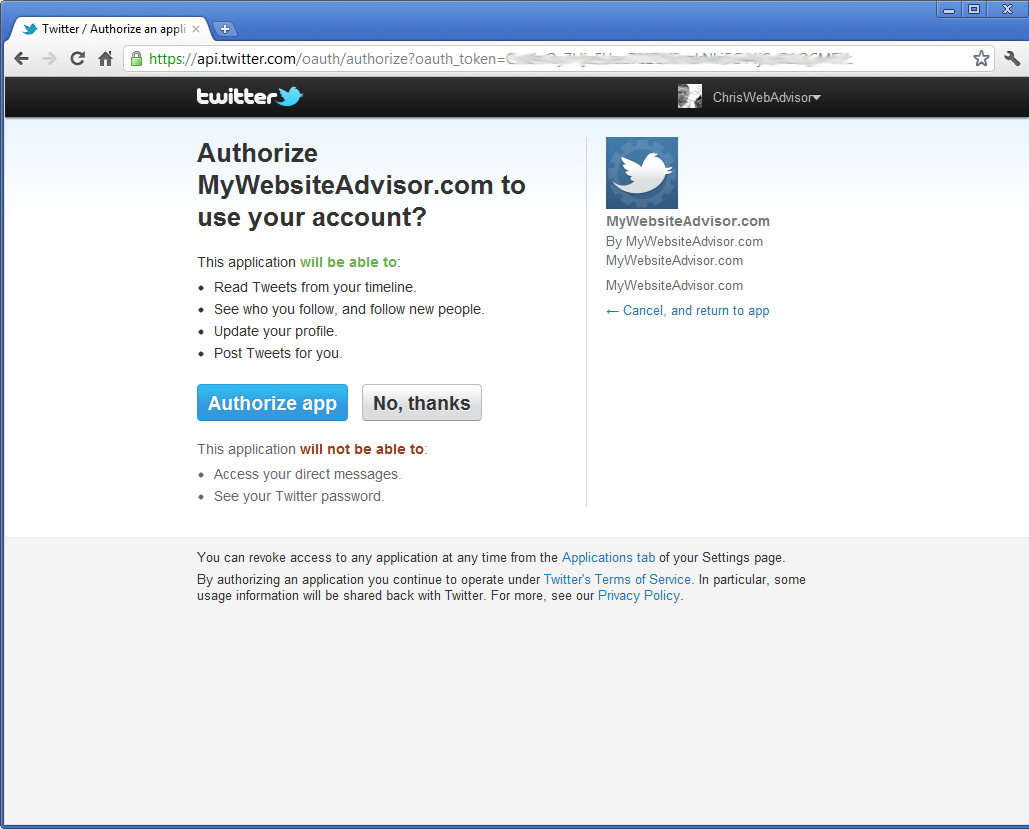 Twitter / Authorize an appli
https://api.twitter.com/oauth/authorize?oauth_token=
twitter
ChrisWebAdvisor
Authorize
MyWebsiteAdvisor.com to
use your account?
This application will be able to:
Read Tweets from your timeline.
See who you follow, and follow new people.
Update your profile.
Post Tweets for you.
Authorize app
No, thanks
This application will not be able to:
Access your direct messages.
See your Twitter password.
MyWebsiteAdvisor.com
By MyWebsiteAdvisor.com
MyWebsiteAdvisor.com
MyWebsiteAdvisor.com
← Cancel, and return to app
You can revoke access to any application at any time from the Applications tab of your Settings page.
By authorizing an application you continue to operate under Twitter's Terms of Service. In particular, some
usage information will be shared back with Twitter. For more, see our Privacy Policy.